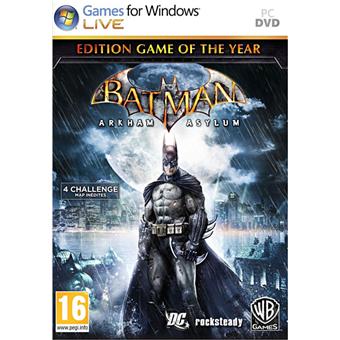 Games for Windows
LIVE
PC
DVD
EDITION GAME OF THE YEAR
BATMAN
ARKHAM ASYLUM
4 CHALLENGE
MAP INÉDITES
16
www.pegi.info
DC
rocksteady
WB
GAMES